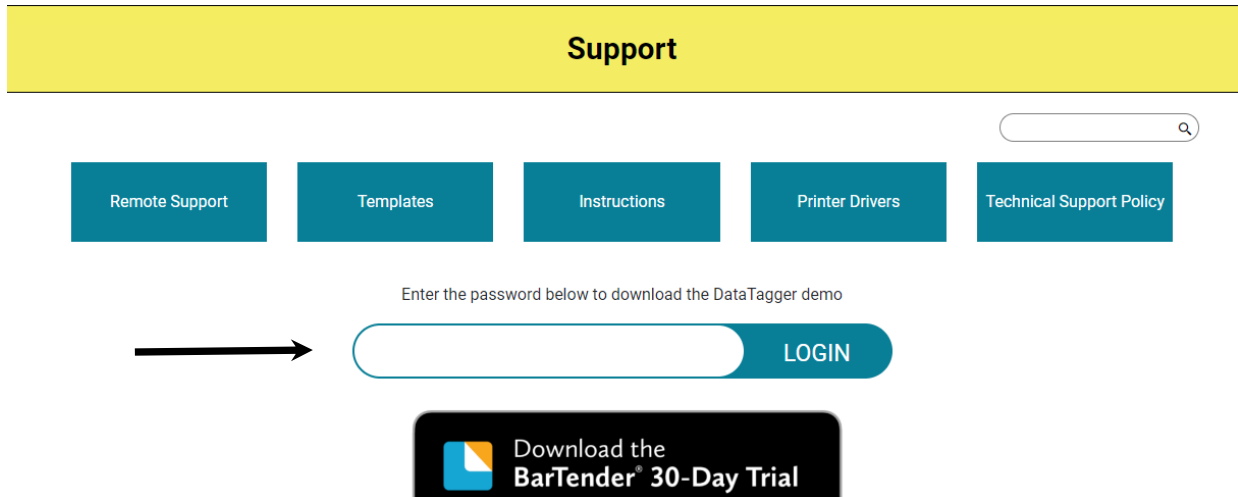 Support
Remote Support
Templates
Instructions
Printer Drivers
Technical Support Policy
Enter the password below to download the DataTagger demo
LOGIN
Download the
BarTender® 30-Day Trial